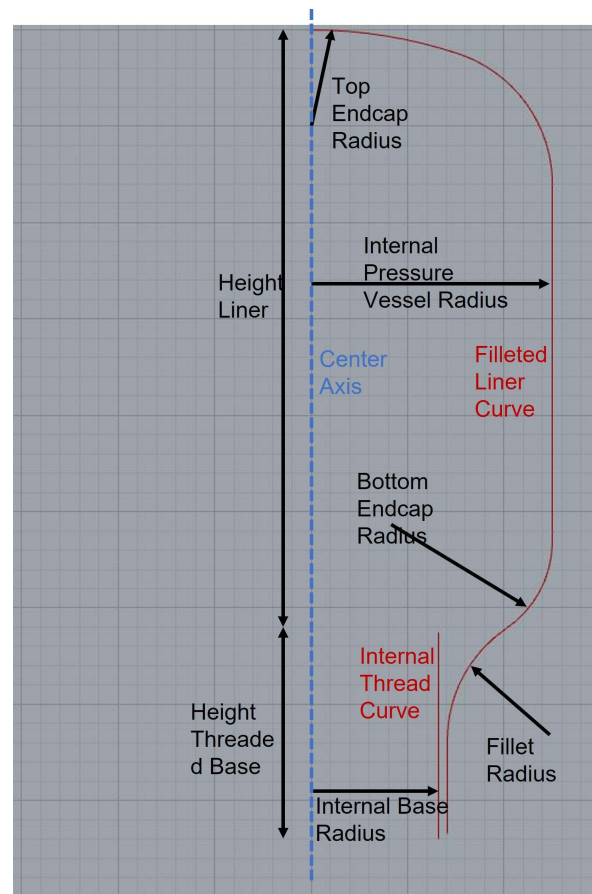 Top
Endcap
Radius
Internal
Pressure
Vessel Radius
Height
Liner
Center
Axis
Filleted
Liner
Curve
Bottom
Endcap
Radius
Internal
Thread
Curve
Height
Threade
d Base
Fillet
Radius
Internal Base
Radius